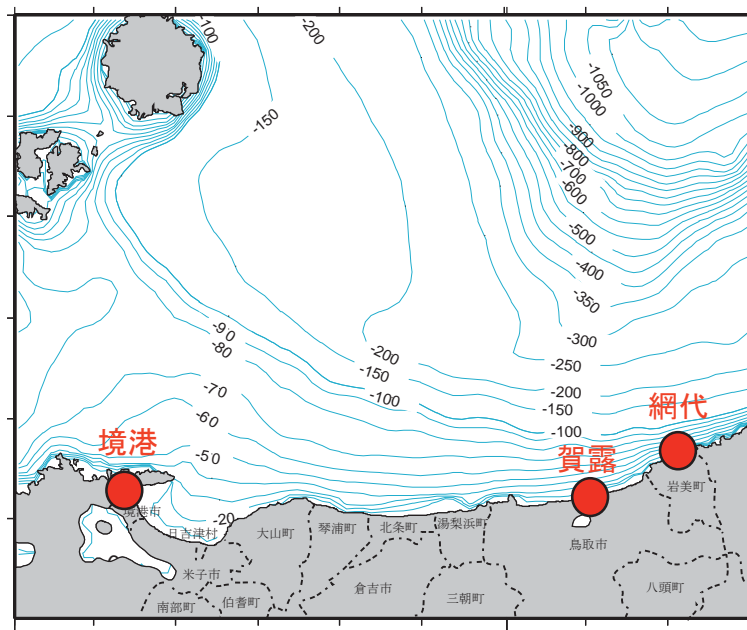 -100
-200
-150
-1050
-1000
-900
-800
-700
-600
-500
-400
-350
-300
-250
-200
-150
-100
-90
-80
-200
-150
-100
-70
-60
-50
-20
境港
賀露
網代
境港市
日吉津村
米子市
南部町
伯耆町
大山町
琴浦町
北条町
湯梨浜町
倉吉市
三朝町
鳥取市
岩美町
八頭町